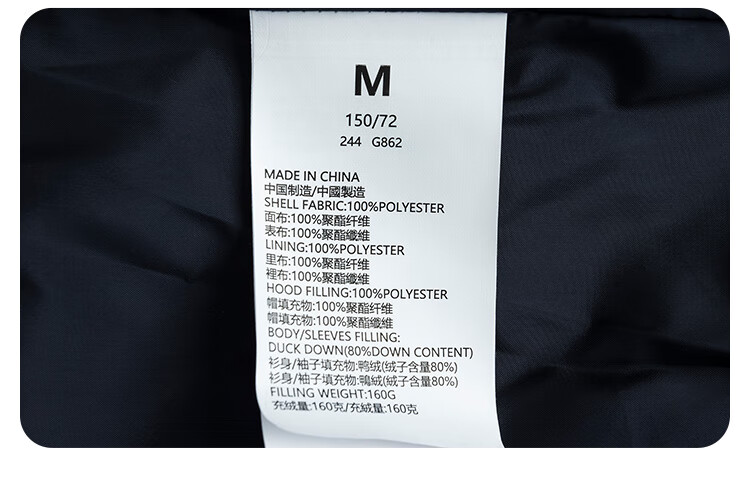 M
150/72
244 G862
MADE IN CHINA
中国制造/中國製造
SHELL FABRIC:100%POLYESTER
面布:100%聚酯纤维
表布:100%聚酯纖維
LINING:100%POLYESTER
里布:100%聚酯纤维
裡布:100%聚酯纖維
HOOD FILLING:100%POLYESTER
帽填充物:100%聚酯纤维
帽填充物:100%聚酯纖維
BODY/SLEEVES FILLING:
DUCK DOWN(80%DOWN CONTENT)
衫身/袖子填充物:鸭绒(绒子含量80%)
衫身/袖子填充物:鴨絨(絨子含量80%)
FILLING WEIGHT:160G
充绒量:160克/充絨量:160克